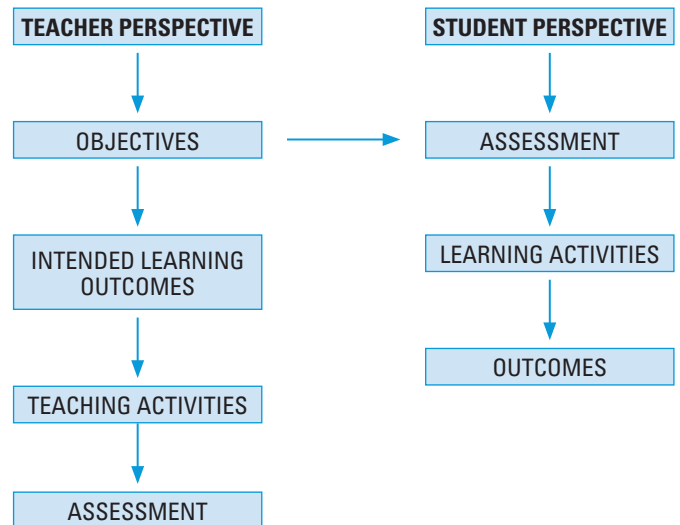 TEACHER PERSPECTIVE
OBJECTIVES
INTENDED LEARNING
OUTCOMES
TEACHING ACTIVITIES
ASSESSMENT
STUDENT PERSPECTIVE
ASSESSMENT
LEARNING ACTIVITIES
OUTCOMES